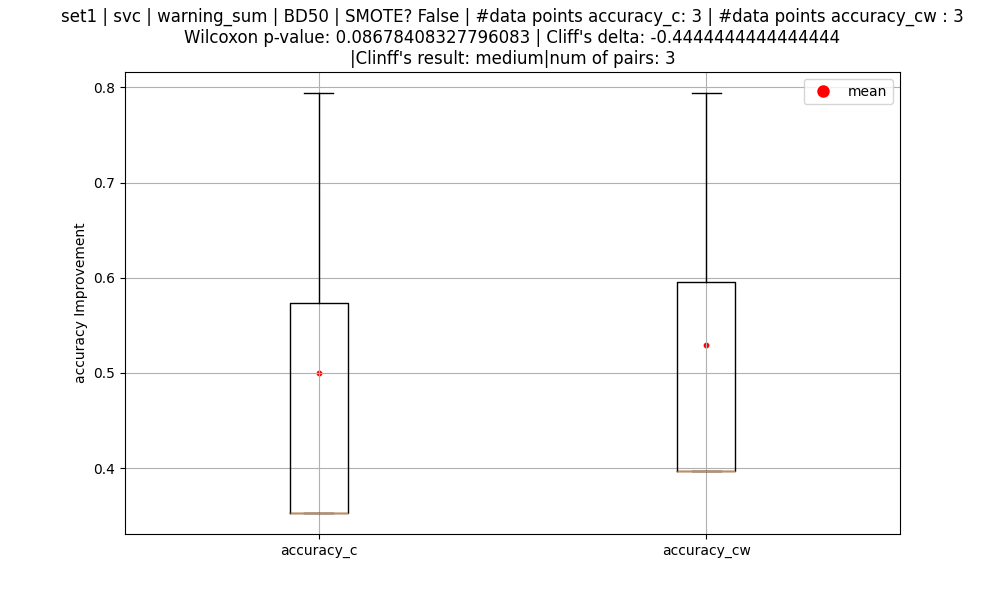 set1 | svc | warning_sum | BD50 | SMOTE? False | #data points accuracy_c: 3 | #data points accuracy_cw : 3
Wilcoxon p-value: 0.08678408327796083 | Cliff's delta: -0.4444444444444444
|Clinff's result: medium|num of pairs: 3
mean
0.8
0.7
0.6
0.5
0.4
accuracy Improvement
accuracy_c
accuracy_cw